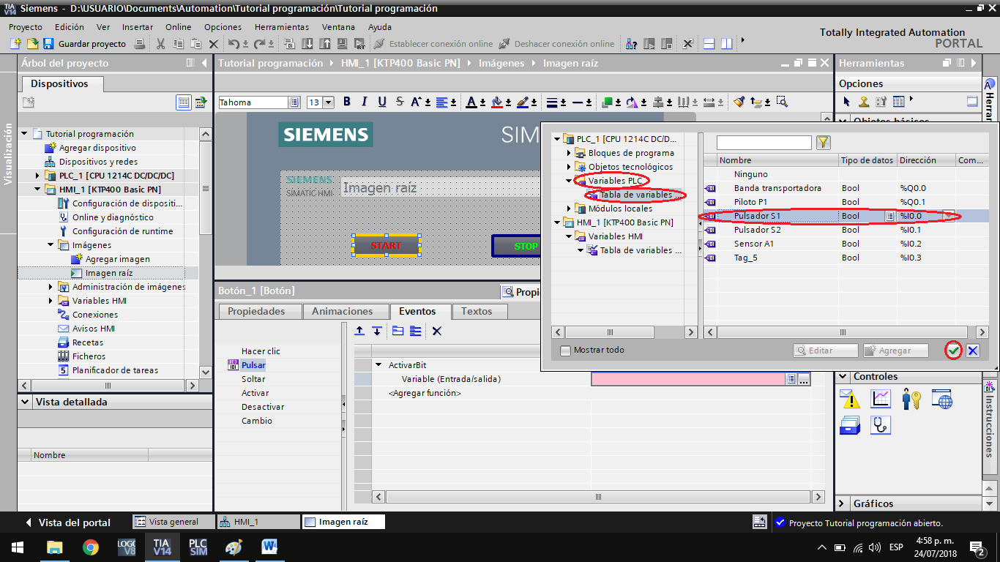 TIA V14 Siemens - D:\USUARIO\Documents\Automation\Tutorial programación\Tutorial programación
Proyecto Edición Ver Insertar Online Opciones Herramientas Ventana Ayuda
Guardar proyecto Establecer conexión online Deshacer conexión online
Totally Integrated Automation
PORTAL
Árbol del proyecto
Dispositivos
Visualización
Tutorial programación
Agregar dispositivo
Dispositivos y redes
PLC_1 [CPU 1214C DC/DC/DC]
HMI_1 [KTP400 Basic PN]
Configuración de dispositi...
Online y diagnóstico
Configuración de runtime
Imágenes
Agregar imagen
Imagen raíz
Administración de imágenes
Variables HMI
Conexiones
Avisos HMI
Recetas
Ficheros
Planificador de tareas
Vista detallada
Nombre
Tutorial programación HMI_1 [KTP400 Basic PN] Imágenes Imagen raíz
Tahoma 13 B I U S A A
SIEMENS SIM
SIEMENS
SIMATIC HMI
Imagen raíz
START STOP
Botón_1 [Botón] Propie
Propiedades Animaciones Eventos Textos
Hacer clic
Pulsar
Soltar
Activar
Desactivar
Cambio
ActivarBit
Variable (Entrada/salida) ...
<Agregar función>
PLC_1 [CPU 1214C DC/D...
Bloques de programa
Objetos tecnológicos
Variables PLC
Tabla de variables ...
Módulos locales
HMI_1 [KTP400 Basic PN]
Variables HMI
Tabla de variables ...
Nombre Tipo de datos Dirección Com...
Ninguno
Banda transportadora Bool %Q0.0
Piloto P1 Bool %Q0.1
Pulsador S1 Bool %I0.0
Pulsador S2 Bool %I0.1
Sensor A1 Bool %I0.2
Tag_5 Bool %I0.3
Mostrar todo Editar Agregar
Herramientas
Opciones
Objetos básicos
Controles
Gráficos
Herrar
Instrucciones
Vista del portal Vista general HMI_1 Imagen raíz Proyecto Tutorial programación abierto.
LOGO V8 TIA V14 PLC SIM
ESP
4:58 p. m.
24/07/2018
2